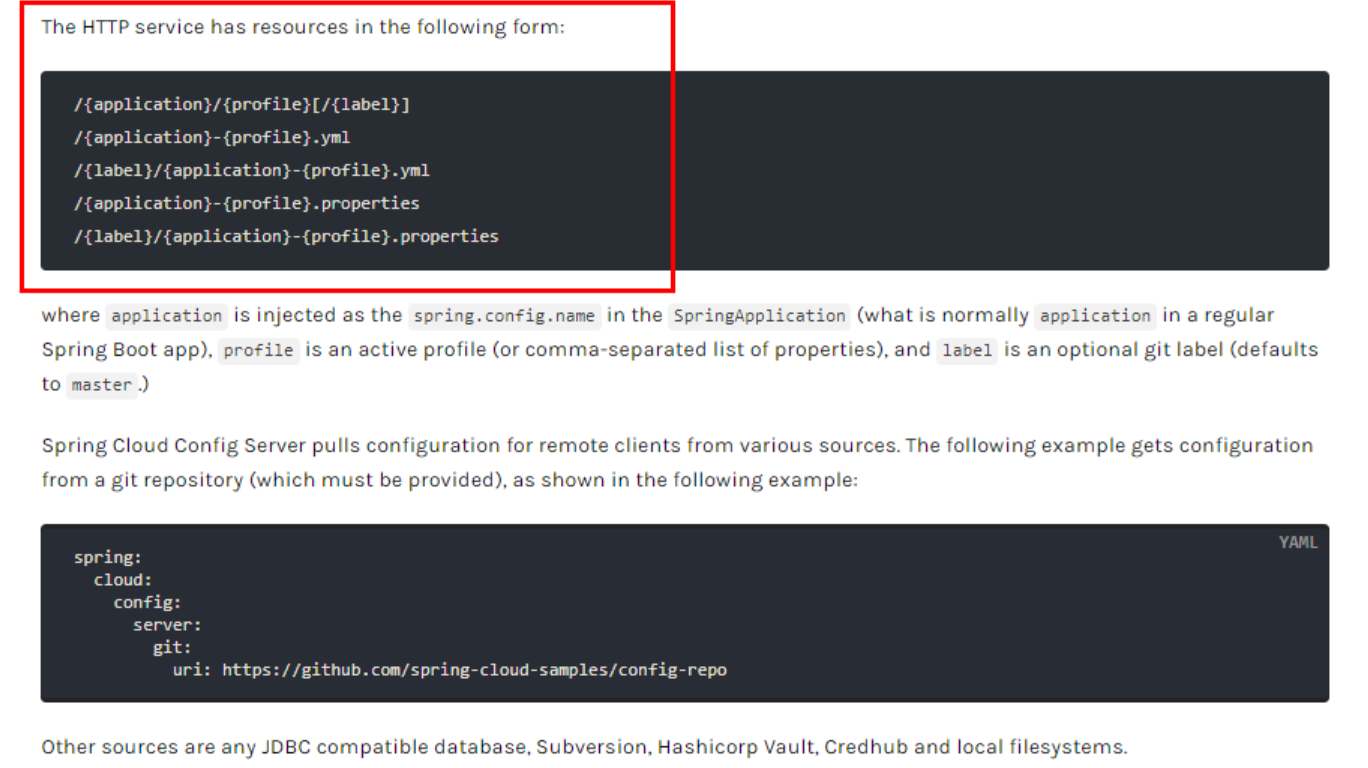 The HTTP service has resources in the following form:
/{application}/{profile}[/{label}]
/{application}-{profile}.yml
/{label}/{application}-{profile}.yml
/{application}-{profile}.properties
/{label}/{application}-{profile}.properties
where application is injected as the spring.config.name in the SpringApplication (what is normally application in a regular
Spring Boot app), profile is an active profile (or comma-separated list of properties), and label is an optional git label (defaults
to master.)
Spring Cloud Config Server pulls configuration for remote clients from various sources. The following example gets configuration
from a git repository (which must be provided), as shown in the following example:
YAML
spring:
  cloud:
    config:
      server:
        git:
          uri: https://github.com/spring-cloud-samples/config-repo
Other sources are any JDBC compatible database, Subversion, Hashicorp Vault, Credhub and local filesystems.